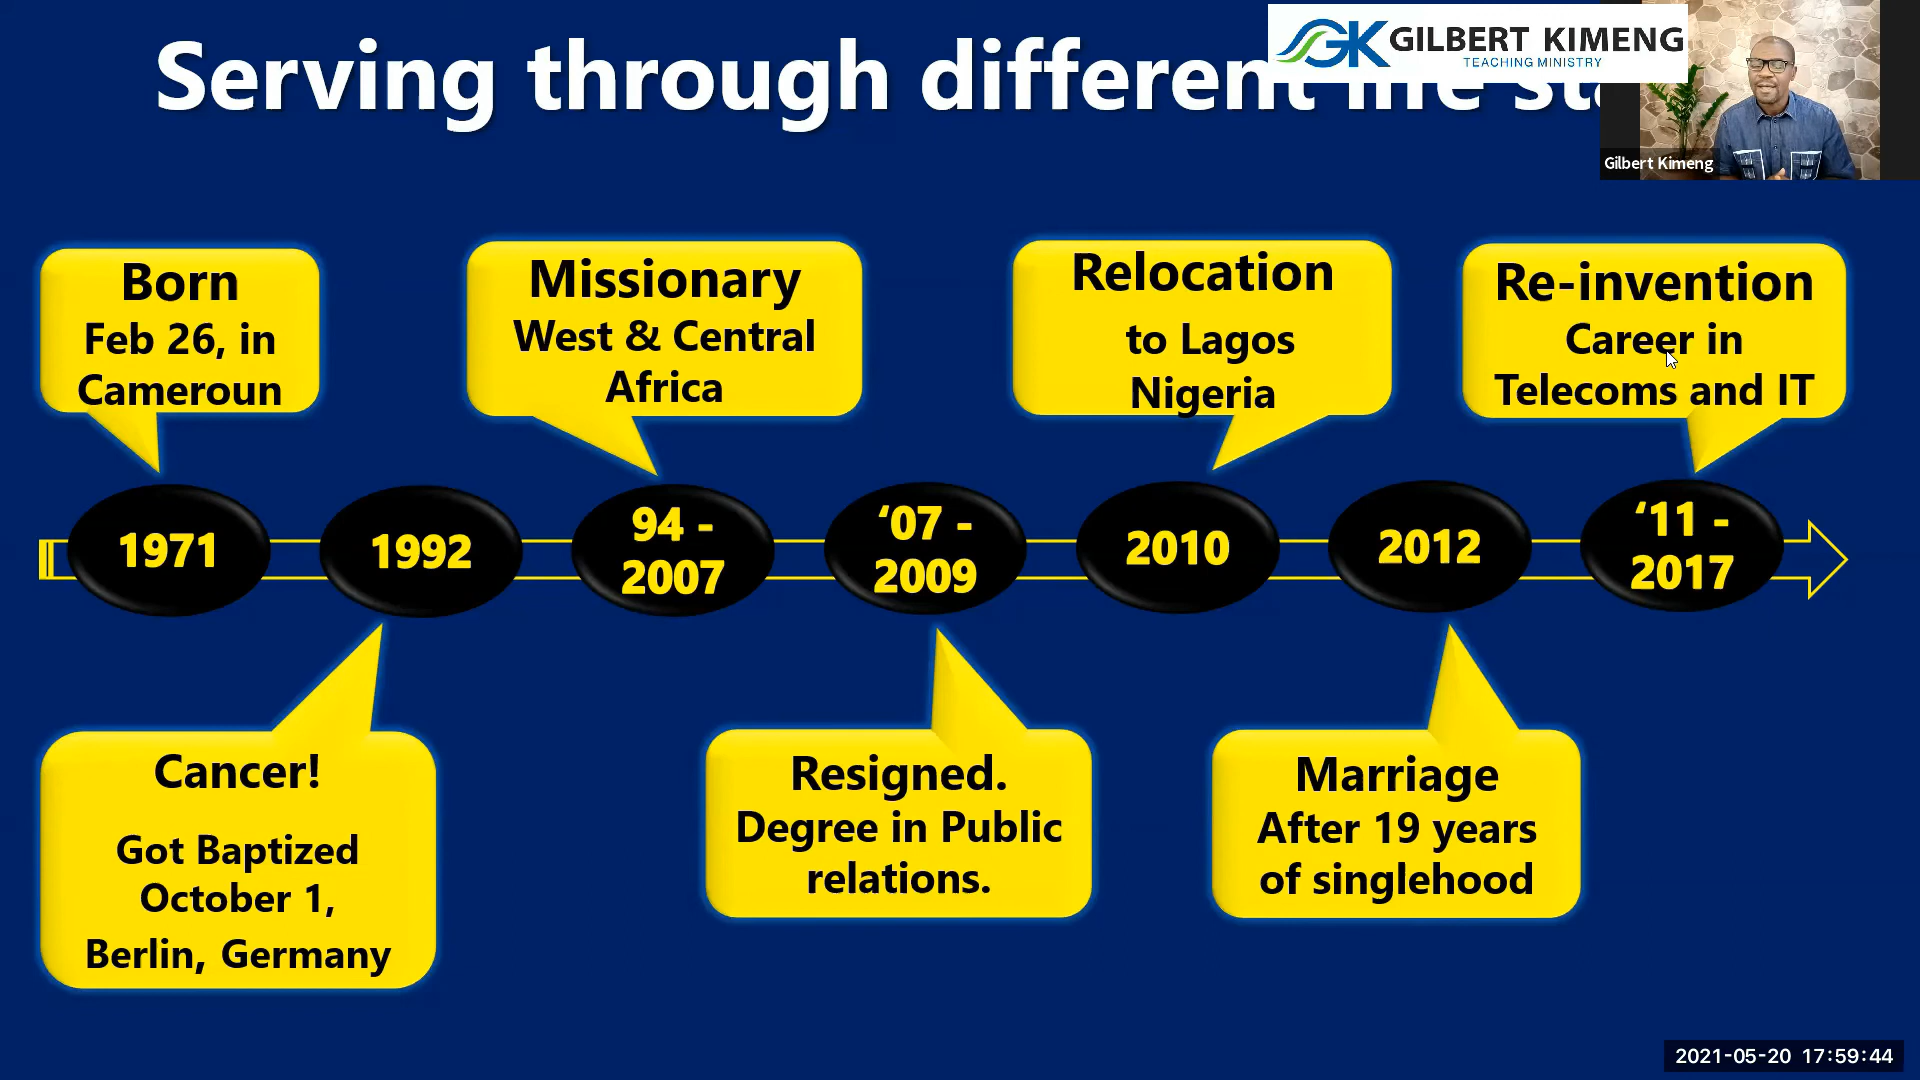 Serving through different life
GK GILBERT KIMENG
TEACHING MINISTRY
Gilbert Kimeng
Born
Feb 26, in
Cameroun
Missionary
West & Central
Africa
Relocation
to Lagos
Nigeria
Re-invention
Career in
Telecoms and IT
1971
1992
94 -
2007
‘07 -
2009
2010
2012
‘11 -
2017
Cancer!
Got Baptized
October 1,
Berlin, Germany
Resigned.
Degree in Public
relations.
Marriage
After 19 years
of singlehood
2021-05-20 17:59:44